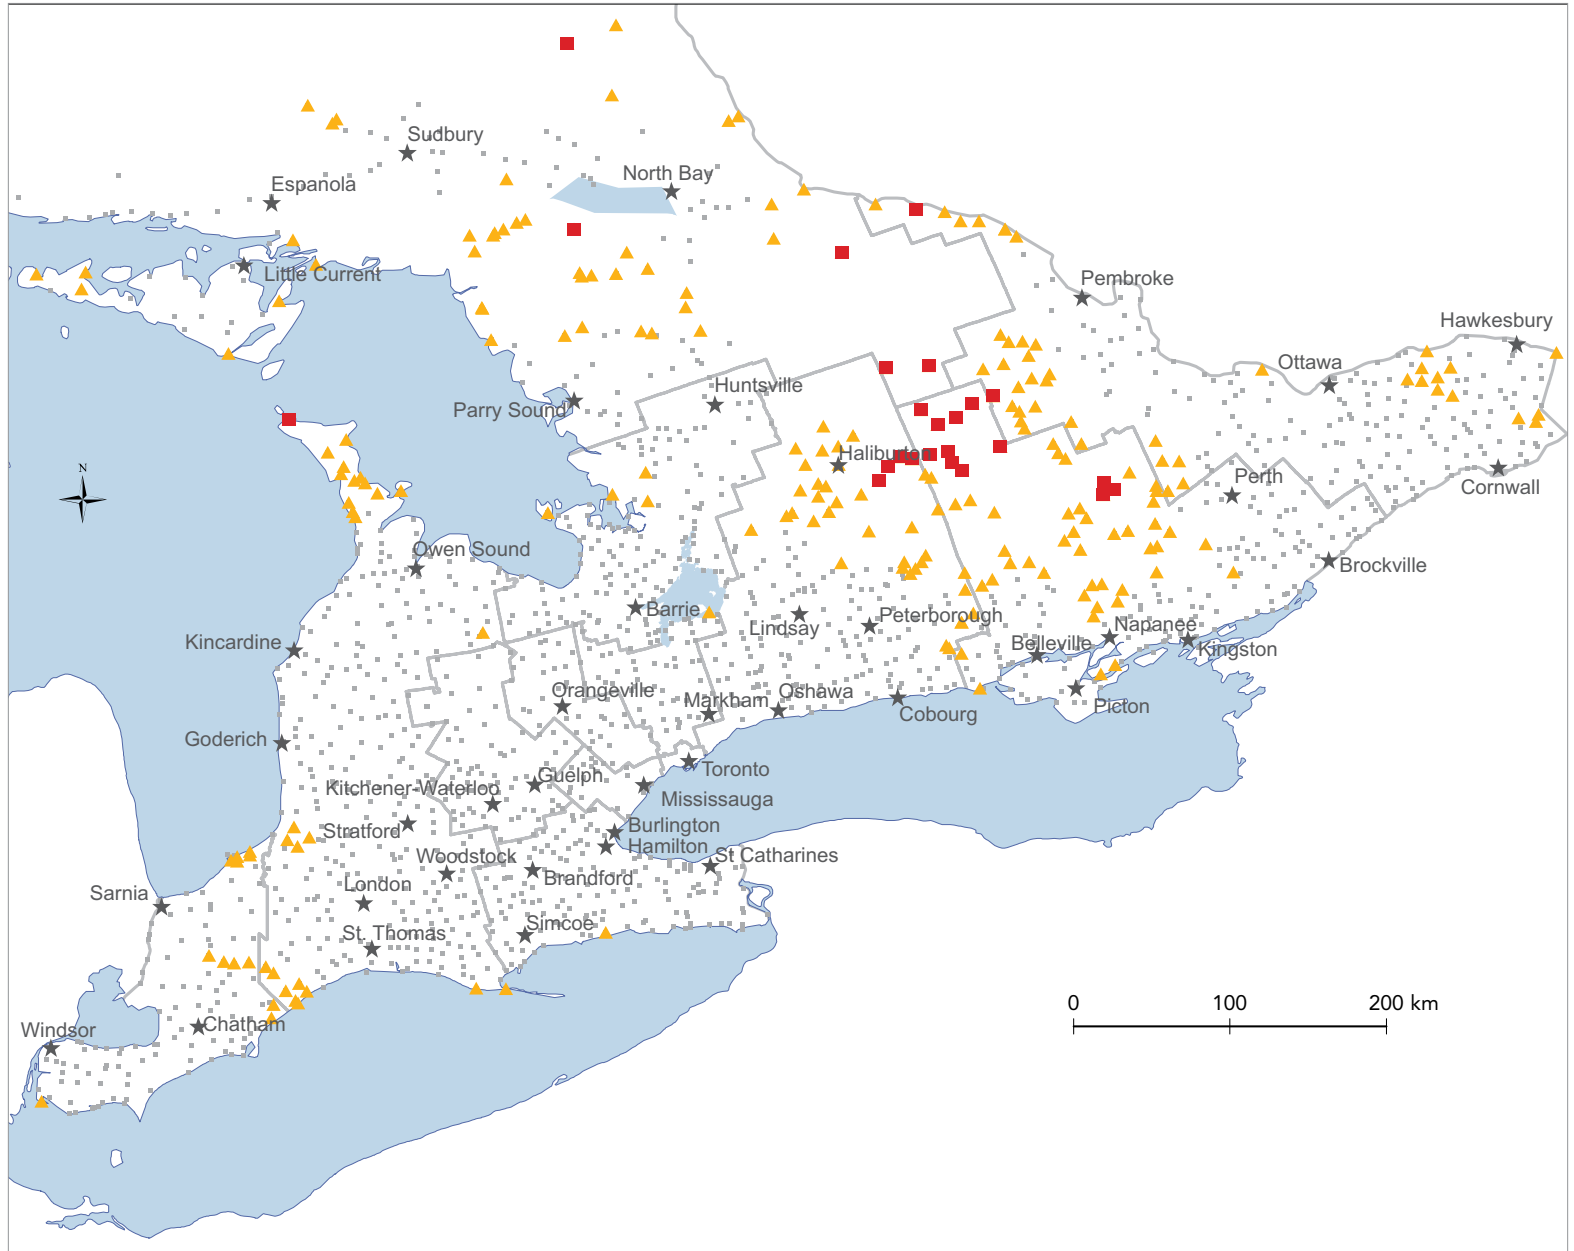 Sudbury
North Bay
Espanola
Little Current
Pembroke
Hawkesbury
Ottawa
Huntsville
Parry Sound
Haliburton
N
Perth
Cornwall
Owen Sound
Brockville
Barrie
Lindsay
Peterborough
Napanee
Kincardine
Belleville
Kingston
Orangeville
Markham
Oshawa
Cobourg
Picton
Goderich
Toronto
Guelph
Kitchener-Waterloo
Mississauga
Stratford
Burlington
Hamilton
Woodstock
St Catharines
Brandford
London
Sarnia
Simcoe
St. Thomas
0 100 200 km
Chatham
Windsor